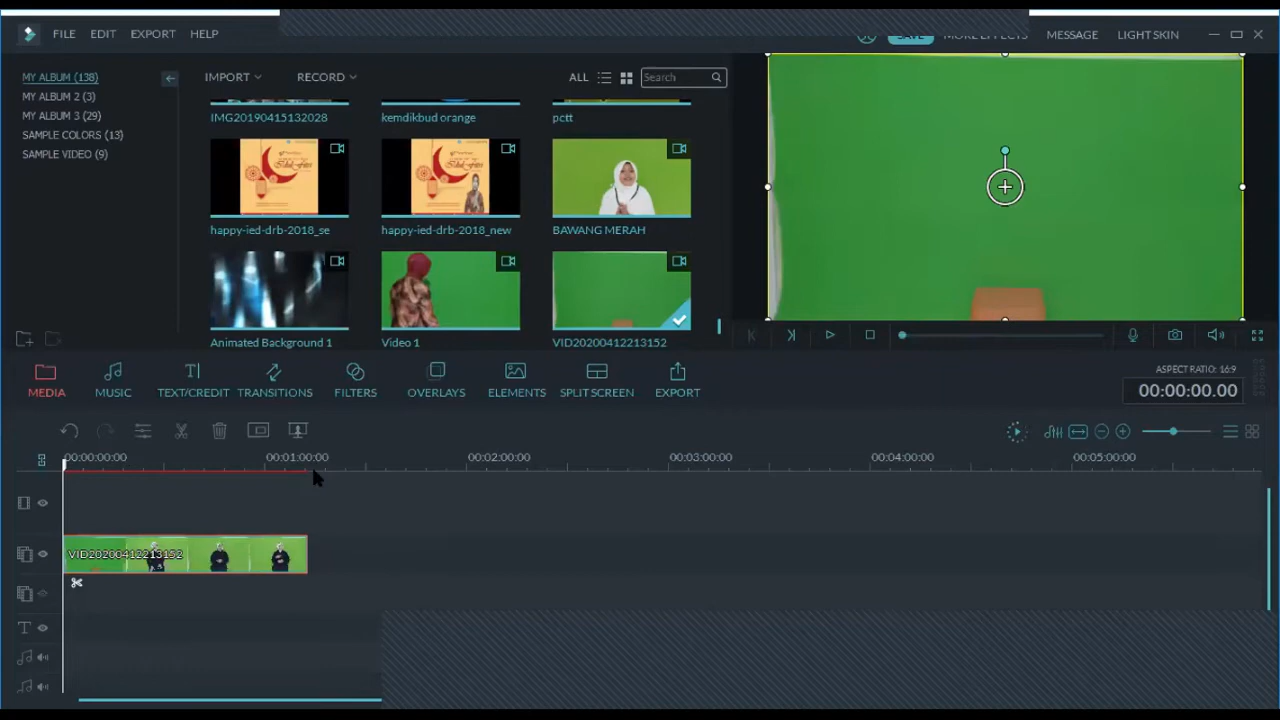 FILE EDIT EXPORT HELP SAVE MORE EFFECTS MESSAGE LIGHT SKIN
MY ALBUM (138) IMPORT RECORD ALL Search
MY ALBUM 2 (3)
MY ALBUM 3 (29)
SAMPLE COLORS (13)
SAMPLE VIDEO (9)
IMG20190415132028 kemdikbud orange pctt
happy-ied-drb-2018_se happy-ied-drb-2018_new BAWANG MERAH
Animated Background 1 Video 1 VID20200412213152
MEDIA MUSIC TEXT/CREDIT TRANSITIONS FILTERS OVERLAYS ELEMENTS SPLIT SCREEN EXPORT
ASPECT RATIO: 16:9
00:00:00.00
00:00:00:00 00:01:00:00 00:02:00:00 00:03:00:00 00:04:00:00 00:05:00:00
VID20200412213152
T